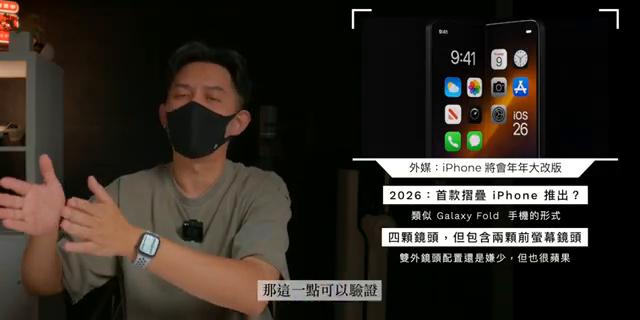 9:41
9:41
9
iOS
26
外媒：iPhone 將會年年大改版
2026：首款摺疊 iPhone 推出？
類似 Galaxy Fold 手機的形式
四顆鏡頭，但包含兩顆前螢幕鏡頭
雙外鏡頭配置還是嫌少，但也很蘋果
那這一點可以驗證